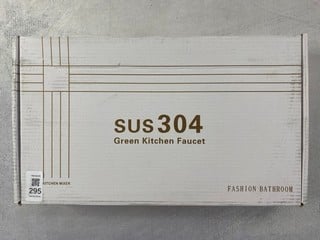 SUS304
Green Kitchen Faucet
295
KITCHEN MIXER
FASHION BATHROOM